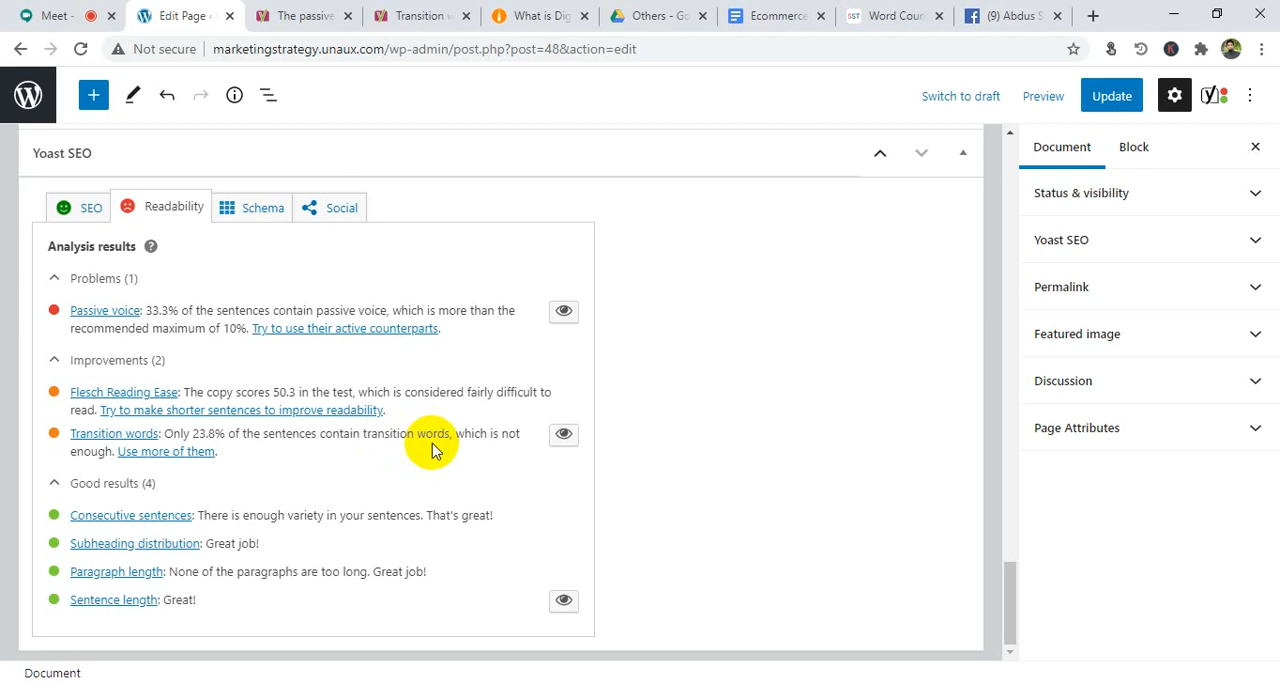 Meet -
Edit Page ‹
The passive
Transition w
What is Dig
Others - Go
Ecommerce
Word Coun
(9) Abdus S
Not secure
marketingstrategy.unaux.com/wp-admin/post.php?post=48&action=edit
Switch to draft
Preview
Update
Yoast SEO
SEO
Readability
Schema
Social
Analysis results
Problems (1)
Passive voice: 33.3% of the sentences contain passive voice, which is more than the
recommended maximum of 10%. Try to use their active counterparts.
Improvements (2)
Flesch Reading Ease: The copy scores 50.3 in the test, which is considered fairly difficult to
read. Try to make shorter sentences to improve readability.
Transition words: Only 23.8% of the sentences contain transition words, which is not
enough. Use more of them.
Good results (4)
Consecutive sentences: There is enough variety in your sentences. That's great!
Subheading distribution: Great job!
Paragraph length: None of the paragraphs are too long. Great job!
Sentence length: Great!
Document
Block
Status & visibility
Yoast SEO
Permalink
Featured image
Discussion
Page Attributes
Document